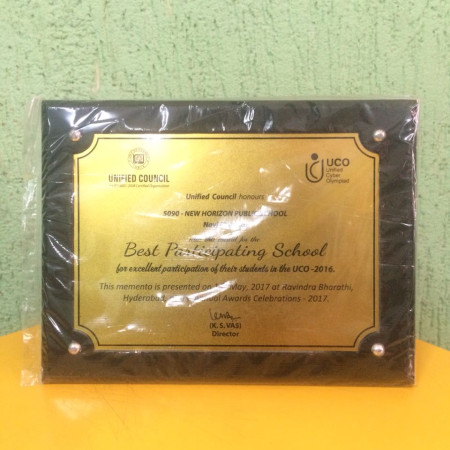 UNIFIED COUNCIL
UCO
Unified
Cyber
Olympiad
Unified Council honours
5090 - NEW HORIZON PUBLIC SCHOOL
for the
Best Participating School
for excellent participation of their students in the UCO -2016.
This memento is presented on May, 2017 at Ravindra Bharathi,
Hyderabad, Awards Celebrations - 2017.
(K. S. VAS)
Director